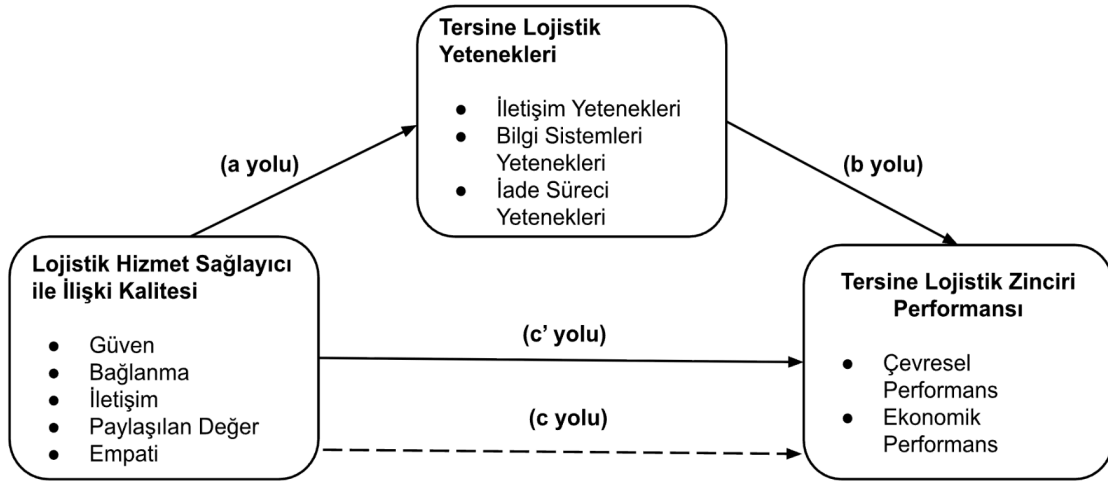 Tersine Lojistik
Yetenekleri
● İletişim Yetenekleri
● Bilgi Sistemleri
Yetenekleri
● İade Süreci
Yetenekleri
(a yolu)
(b yolu)
Lojistik Hizmet Sağlayıcı
ile İlişki Kalitesi
● Güven
● Bağlanma
● İletişim
● Paylaşılan Değer
● Empati
(c’ yolu)
(c yolu)
Tersine Lojistik Zinciri
Performansı
● Çevresel
Performans
● Ekonomik
Performans